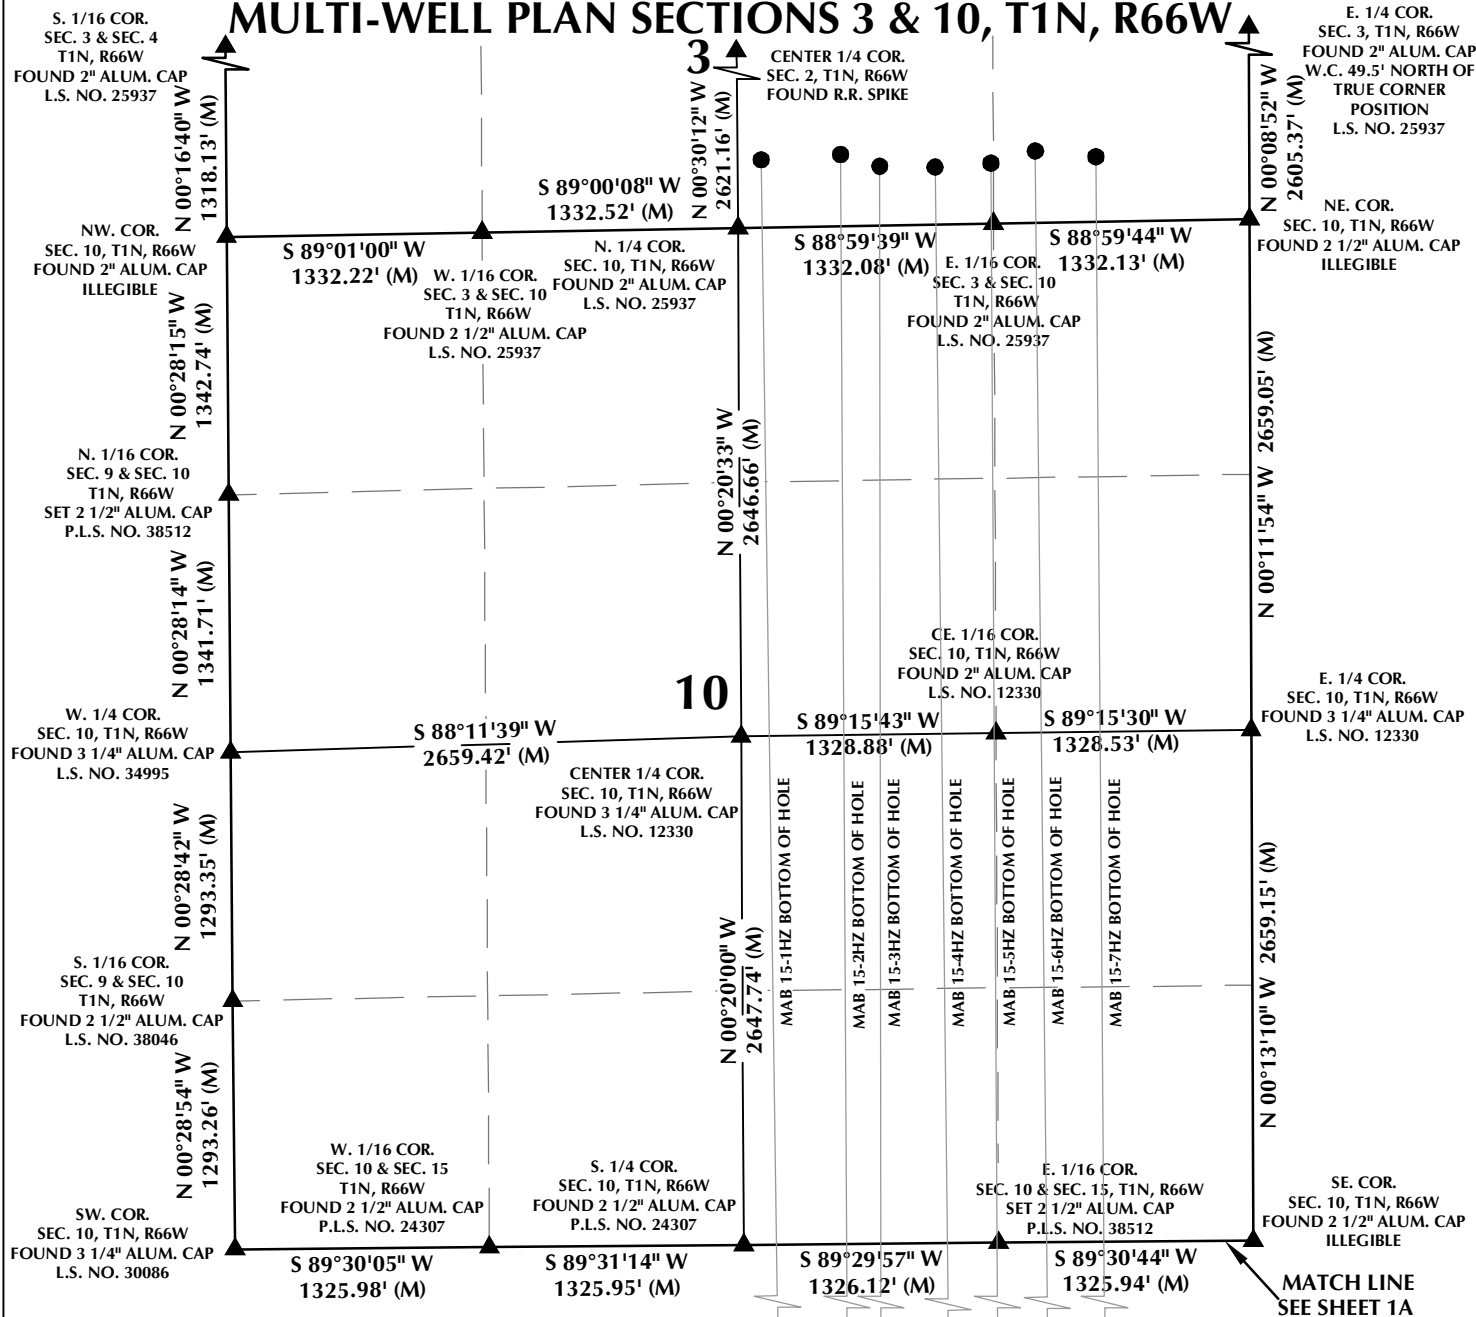 MULTI-WELL PLAN SECTIONS 3 & 10, T1N, R66W
S. 1/16 COR.
SEC. 3 & SEC. 4
T1N, R66W
FOUND 2" ALUM. CAP
L.S. NO. 25937
3
CENTER 1/4 COR.
SEC. 2, T1N, R66W
FOUND R.R. SPIKE
E. 1/4 COR.
SEC. 3, T1N, R66W
FOUND 2" ALUM. CAP
W.C. 49.5' NORTH OF
TRUE CORNER
POSITION
L.S. NO. 25937
N 00°16'40" W
1318.13' (M)
N 00°30'12" W
2621.16' (M)
N 00°08'52" W
2605.37' (M)
S 89°00'08" W
1332.52' (M)
NW. COR.
SEC. 10, T1N, R66W
FOUND 2" ALUM. CAP
ILLEGIBLE
S 89°01'00" W
1332.22' (M)
W. 1/16 COR.
SEC. 3 & SEC. 10
T1N, R66W
FOUND 2 1/2" ALUM. CAP
L.S. NO. 25937
N. 1/4 COR.
SEC. 10, T1N, R66W
FOUND 2" ALUM. CAP
L.S. NO. 25937
S 88°59'39" W
1332.08' (M)
E. 1/16 COR.
SEC. 3 & SEC. 10
T1N, R66W
FOUND 2" ALUM. CAP
L.S. NO. 25937
S 88°59'44" W
1332.13' (M)
NE. COR.
SEC. 10, T1N, R66W
FOUND 2 1/2" ALUM. CAP
ILLEGIBLE
N 00°28'15" W
1342.74' (M)
N 00°20'33" W
2646.66' (M)
N 00°11'54" W 2659.05' (M)
N. 1/16 COR.
SEC. 9 & SEC. 10
T1N, R66W
SET 2 1/2" ALUM. CAP
P.L.S. NO. 38512
N 00°28'14" W
1341.71' (M)
10
CE. 1/16 COR.
SEC. 10, T1N, R66W
FOUND 2" ALUM. CAP
L.S. NO. 12330
W. 1/4 COR.
SEC. 10, T1N, R66W
FOUND 3 1/4" ALUM. CAP
L.S. NO. 34995
S 88°11'39" W
2659.42' (M)
CENTER 1/4 COR.
SEC. 10, T1N, R66W
FOUND 3 1/4" ALUM. CAP
L.S. NO. 12330
S 89°15'43" W
1328.88' (M)
S 89°15'30" W
1328.53' (M)
E. 1/4 COR.
SEC. 10, T1N, R66W
FOUND 3 1/4" ALUM. CAP
L.S. NO. 12330
N 00°28'42" W
1293.35' (M)
N 00°20'00" W
2647.74' (M)
MAB 15-1HZ BOTTOM OF HOLE
MAB 15-2HZ BOTTOM OF HOLE
MAB 15-3HZ BOTTOM OF HOLE
MAB 15-4HZ BOTTOM OF HOLE
MAB 15-5HZ BOTTOM OF HOLE
MAB 15-6HZ BOTTOM OF HOLE
MAB 15-7HZ BOTTOM OF HOLE
N 00°13'10" W 2659.15' (M)
S. 1/16 COR.
SEC. 9 & SEC. 10
T1N, R66W
FOUND 2 1/2" ALUM. CAP
L.S. NO. 38046
N 00°28'54" W
1293.26' (M)
W. 1/16 COR.
SEC. 10 & SEC. 15
T1N, R66W
FOUND 2 1/2" ALUM. CAP
P.L.S. NO. 24307
S. 1/4 COR.
SEC. 10, T1N, R66W
FOUND 2 1/2" ALUM. CAP
P.L.S. NO. 24307
E. 1/16 COR.
SEC. 10 & SEC. 15, T1N, R66W
SET 2 1/2" ALUM. CAP
P.L.S. NO. 38512
SE. COR.
SEC. 10, T1N, R66W
FOUND 2 1/2" ALUM. CAP
ILLEGIBLE
SW. COR.
SEC. 10, T1N, R66W
FOUND 3 1/4" ALUM. CAP
L.S. NO. 30086
S 89°30'05" W
1325.98' (M)
S 89°31'14" W
1325.95' (M)
S 89°29'57" W
1326.12' (M)
S 89°30'44" W
1325.94' (M)
MATCH LINE
SEE SHEET 1A